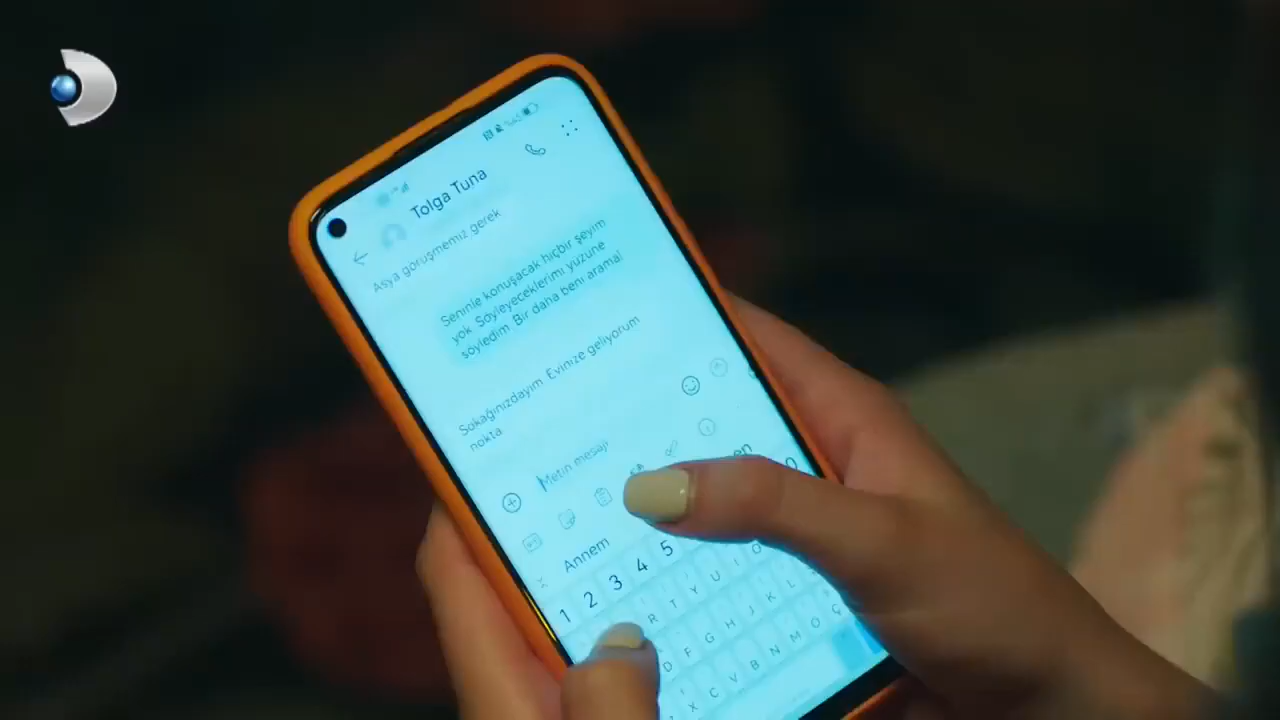 Tolga Tuna
Asya görüşmemiz gerek
Seninle konuşacak hiçbir şeyim
yok Söyleyeceklerimi yüzüne
söyledim Bir daha beni arama!
Sokağınızdayım Evinize geliyorum
nokta
Metin mesajı
Annem
1 2 3 4 5 0
R T Y U I O
D F G H J K L
X C V B N M Ö Ç